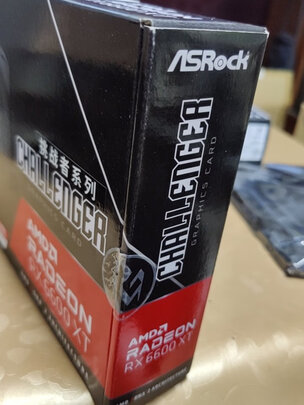 ASRock
挑战者系列
CHALLENGER
GRAPHICS CARD
AMD
RADEON
RX 6600 XT
CHALLENGER
GRAPHICS CARD
AMD
RADEON
RX 6600 XT
ARCHITECTURE